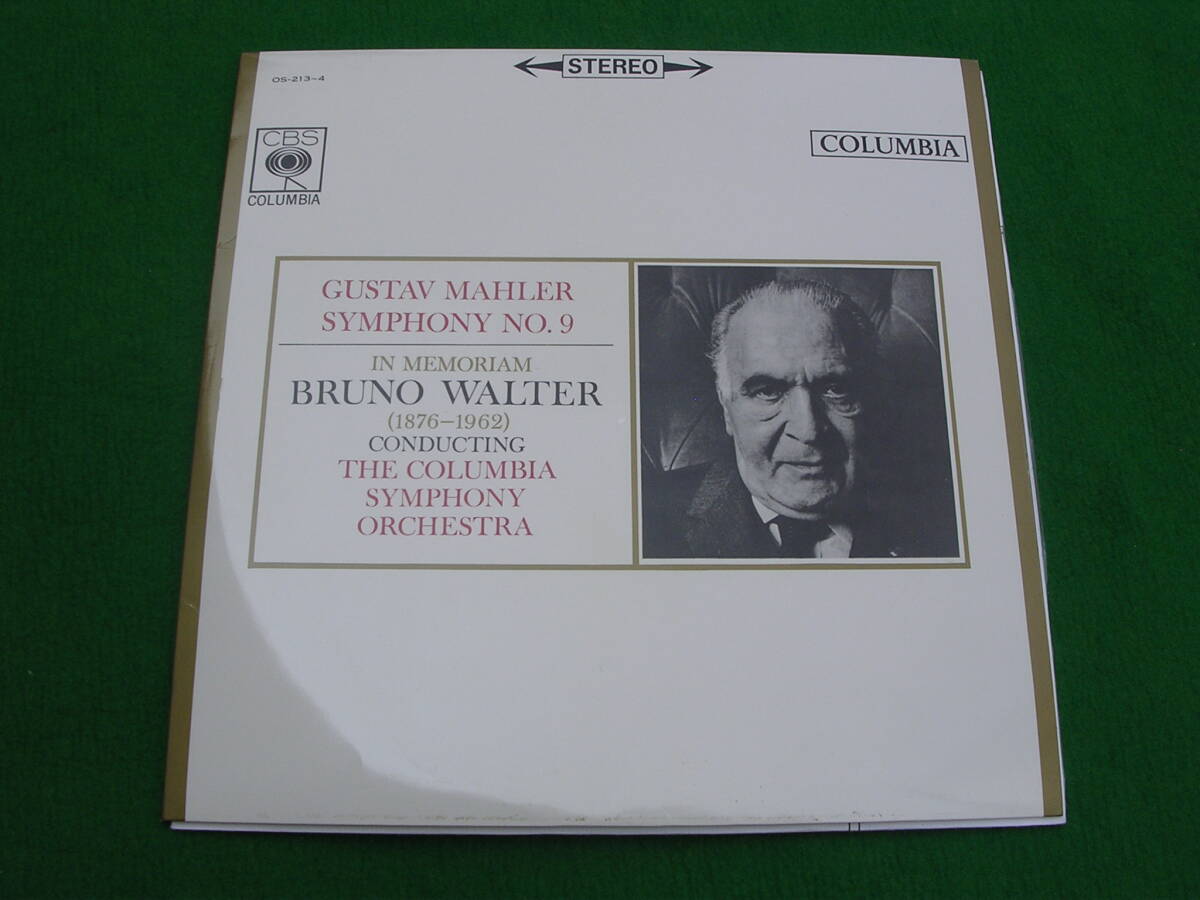 STEREO
OS-213~4
CBS
COLUMBIA
COLUMBIA
GUSTAV MAHLER
SYMPHONY NO. 9
IN MEMORIAM
BRUNO WALTER
(1876–1962)
CONDUCTING
THE COLUMBIA
SYMPHONY
ORCHESTRA